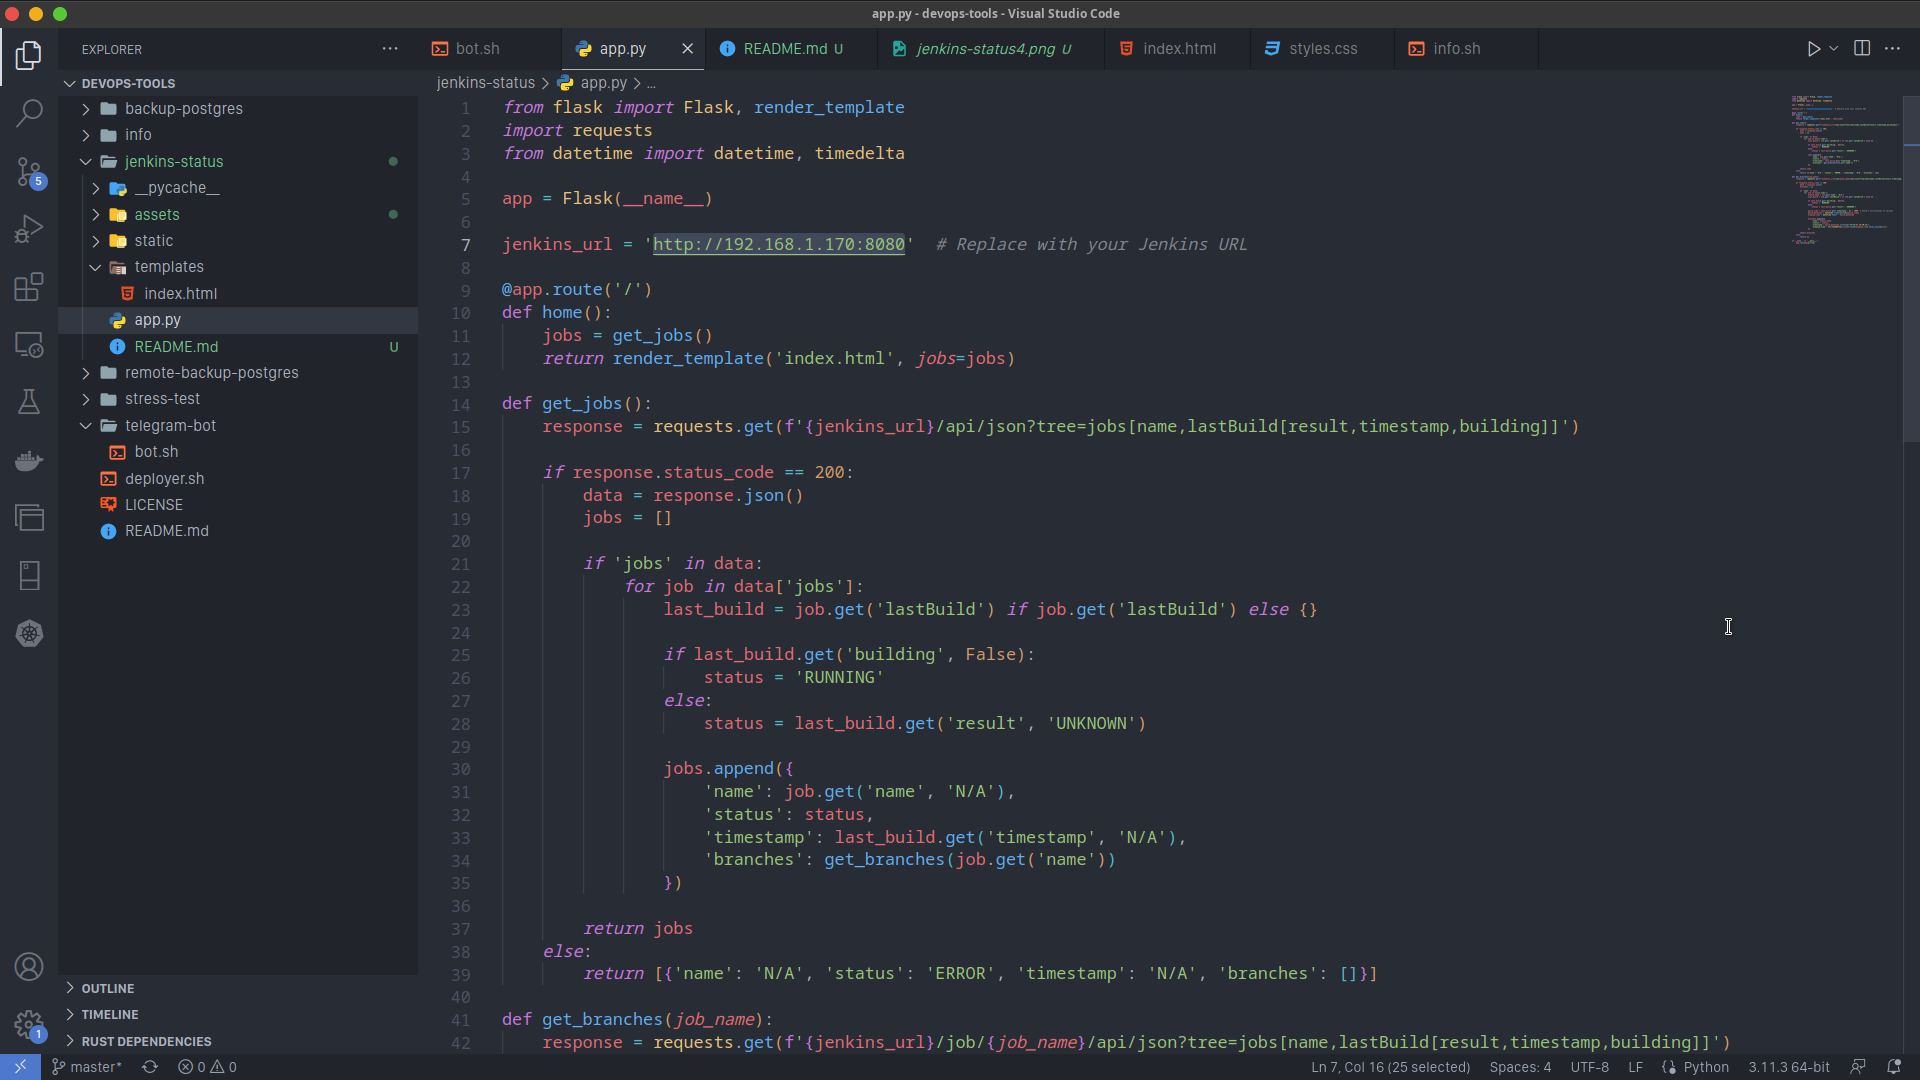 app.py - devops-tools - Visual Studio Code
EXPLORER
bot.sh
app.py
README.md U
jenkins-status4.png U
index.html
styles.css
info.sh
DEVOPS-TOOLS
backup-postgres
info
jenkins-status
__pycache__
assets
static
templates
index.html
app.py
README.md U
remote-backup-postgres
stress-test
telegram-bot
bot.sh
deployer.sh
LICENSE
README.md
OUTLINE
TIMELINE
RUST DEPENDENCIES
5
1
jenkins-status > app.py > ...
1 from flask import Flask, render_template
2 import requests
3 from datetime import datetime, timedelta
4
5 app = Flask(__name__)
6
7 jenkins_url = 'http://192.168.1.170:8080'  # Replace with your Jenkins URL
8
9 @app.route('/')
10 def home():
11     jobs = get_jobs()
12     return render_template('index.html', jobs=jobs)
13
14 def get_jobs():
15     response = requests.get(f'{jenkins_url}/api/json?tree=jobs[name,lastBuild[result,timestamp,building]]')
16
17     if response.status_code == 200:
18         data = response.json()
19         jobs = []
20
21         if 'jobs' in data:
22             for job in data['jobs']:
23                 last_build = job.get('lastBuild') if job.get('lastBuild') else {}
24
25                 if last_build.get('building', False):
26                     status = 'RUNNING'
27                 else:
28                     status = last_build.get('result', 'UNKNOWN')
29
30                 jobs.append({
31                     'name': job.get('name', 'N/A'),
32                     'status': status,
33                     'timestamp': last_build.get('timestamp', 'N/A'),
34                     'branches': get_branches(job.get('name'))
35                 })
36
37         return jobs
38     else:
39         return [{'name': 'N/A', 'status': 'ERROR', 'timestamp': 'N/A', 'branches': []}]
40
41 def get_branches(job_name):
42     response = requests.get(f'{jenkins_url}/job/{job_name}/api/json?tree=jobs[name,lastBuild[result,timestamp,building]]')
master* 0 0 Ln 7, Col 16 (25 selected) Spaces: 4 UTF-8 LF Python 3.11.3 64-bit